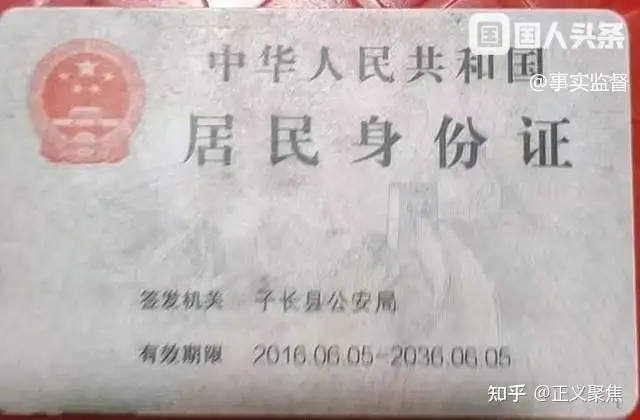 国人头条
中华人民共和国
@事实监督
居民身份证
签发机关 子长县公安局
有效期限 2016.06.05-2036.06.05
知乎 @正义聚焦